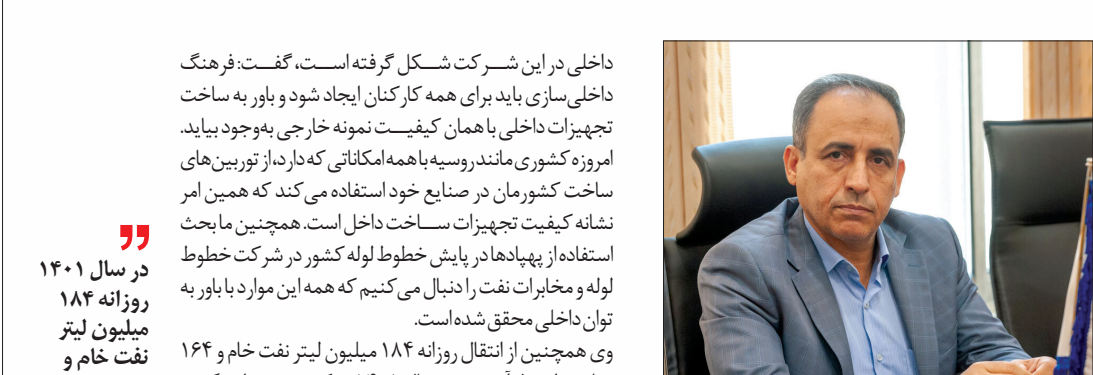 داخلی در این شرکت شکل گرفته است، گفت: فرهنگ
داخلی‌سازی باید برای همه کارکنان ایجاد شود و باور به ساخت
تجهیزات داخلی با همان کیفیت نمونه خارجی به‌وجود بیاید.
امروزه کشوری مانند روسیه با همه امکاناتی که دارد، از توربین‌های
ساخت کشورمان در صنایع خود استفاده می‌کند که همین امر
نشانه کیفیت تجهیزات ساخت داخل است. همچنین ما بحث
استفاده از پهپادها در پایش خطوط لوله کشور در شرکت خطوط
لوله و مخابرات نفت را دنبال می‌کنیم که همه این موارد با باور به
توان داخلی محقق شده است.
وی همچنین از انتقال روزانه ۱۸۴ میلیون لیتر نفت خام و ۱۶۴
در سال ۱۴۰۱
روزانه ۱۸۴
میلیون لیتر
نفت خام و